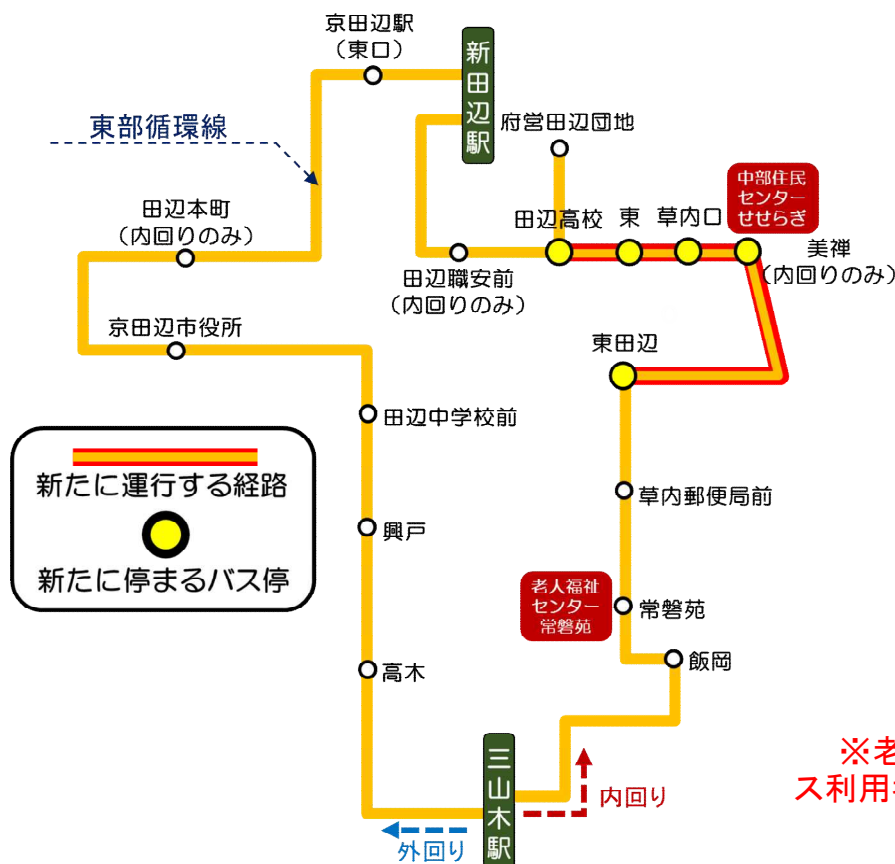 京田辺駅
(東口)
新田辺駅
東部循環線
府営田辺団地
中部住民
センター
せせらぎ
田辺本町
(内回りのみ)
田辺高校
東
草内口
美禅
(内回りのみ)
田辺職安前
(内回りのみ)
京田辺市役所
東田辺
田辺中学校前
新たに運行する経路
新たに停まるバス停
草内郵便局前
興戸
老人福祉
センター
常磐苑
常磐苑
飯岡
高木
三山木駅
※老
ス利用
内回り
外回り